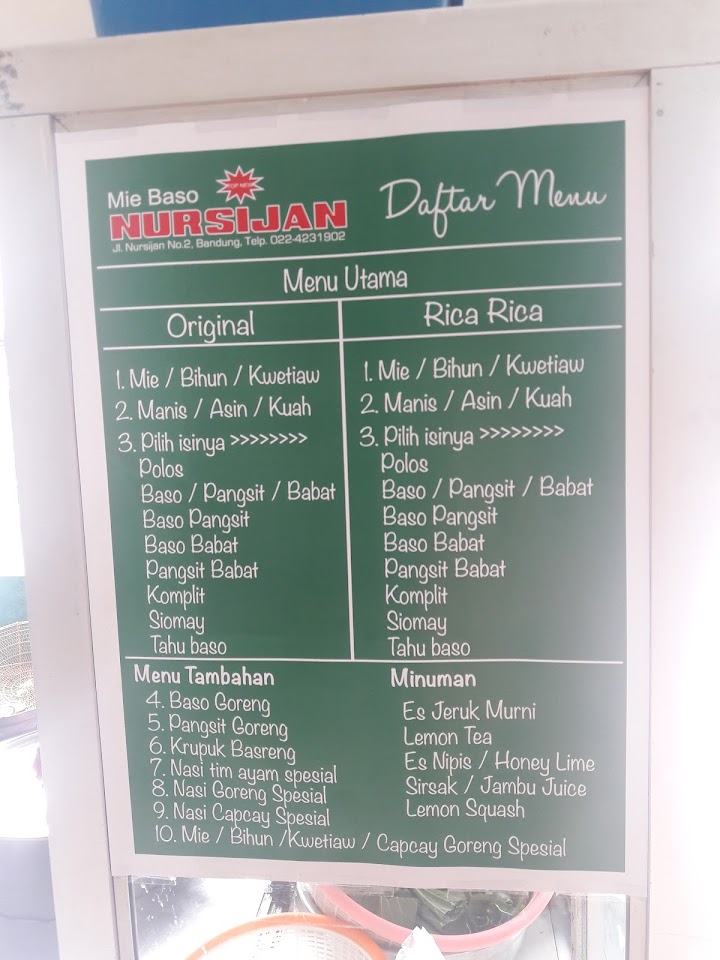 Mie Baso
TOP NEW
NURSIJAN
Jl. Nursijan No.2, Bandung, Telp. 022-4231902
Daftar Menu
Menu Utama
Original
1. Mie / Bihun / Kwetiaw
2. Manis / Asin / Kuah
3. Pilih isinya >>>>>>>>
Polos
Baso / Pangsit / Babat
Baso Pangsit
Baso Babat
Pangsit Babat
Komplit
Siomay
Tahu baso
Rica Rica
1. Mie / Bihun / Kwetiaw
2. Manis / Asin / Kuah
3. Pilih isinya >>>>>>>>
Polos
Baso / Pangsit / Babat
Baso Pangsit
Baso Babat
Pangsit Babat
Komplit
Siomay
Tahu baso
Menu Tambahan
4. Baso Goreng
5. Pangsit Goreng
6. Krupuk Basreng
7. Nasi tim ayam spesial
8. Nasi Goreng Spesial
9. Nasi Capcay Spesial
10. Mie / Bihun /Kwetiaw / Capcay Goreng Spesial
Minuman
Es Jeruk Murni
Lemon Tea
Es Nipis / Honey Lime
Sirsak / Jambu Juice
Lemon Squash